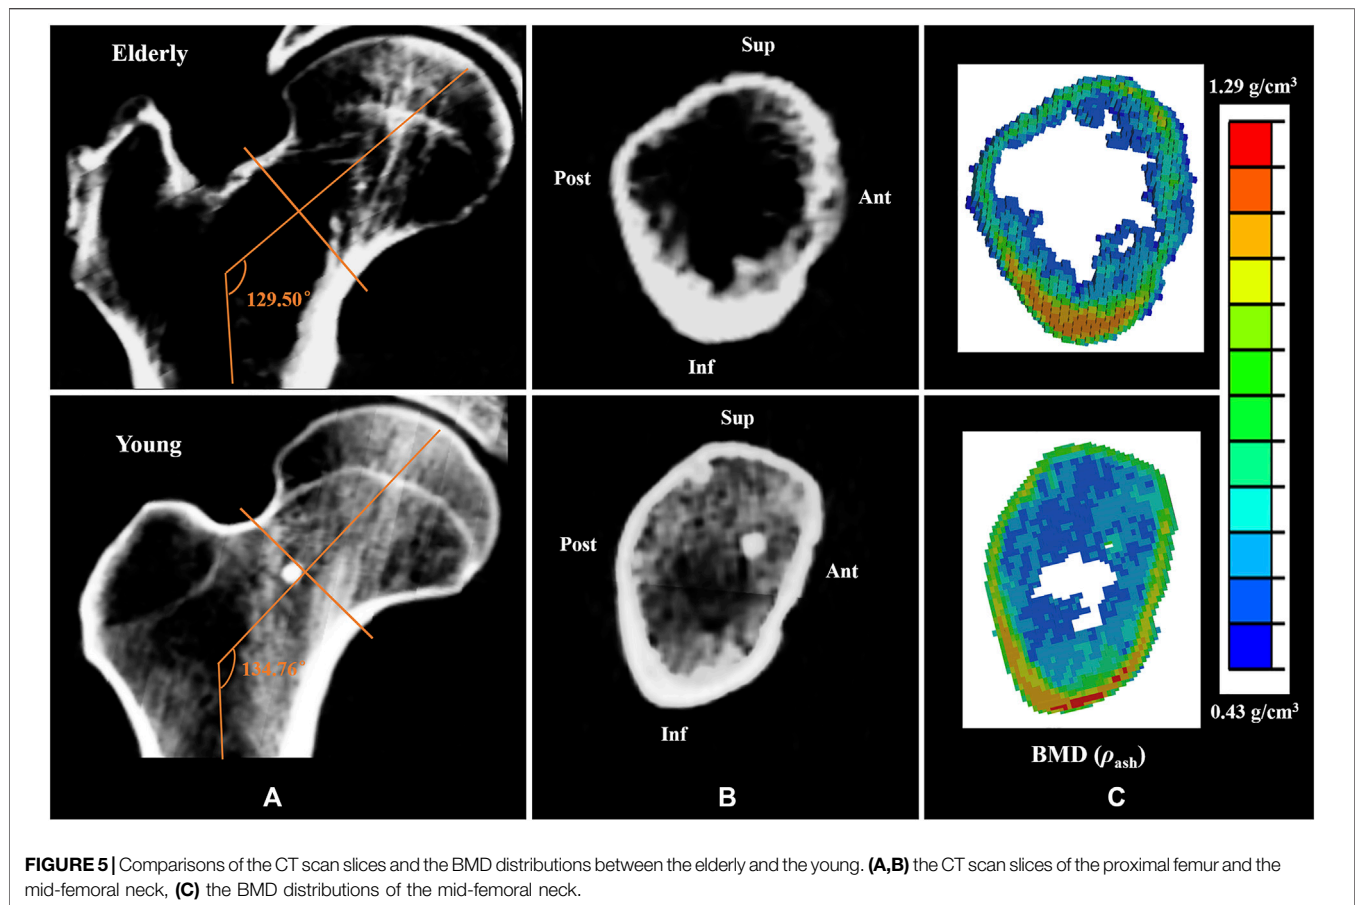 Elderly
129.50°
Sup
Post
Ant
Inf
1.29 g/cm³
Young
134.76°
Sup
Post
Ant
Inf
0.43 g/cm³
BMD (ρash)
A
B
C
FIGURE 5 | Comparisons of the CT scan slices and the BMD distributions between the elderly and the young. (A,B) the CT scan slices of the proximal femur and the
mid-femoral neck, (C) the BMD distributions of the mid-femoral neck.